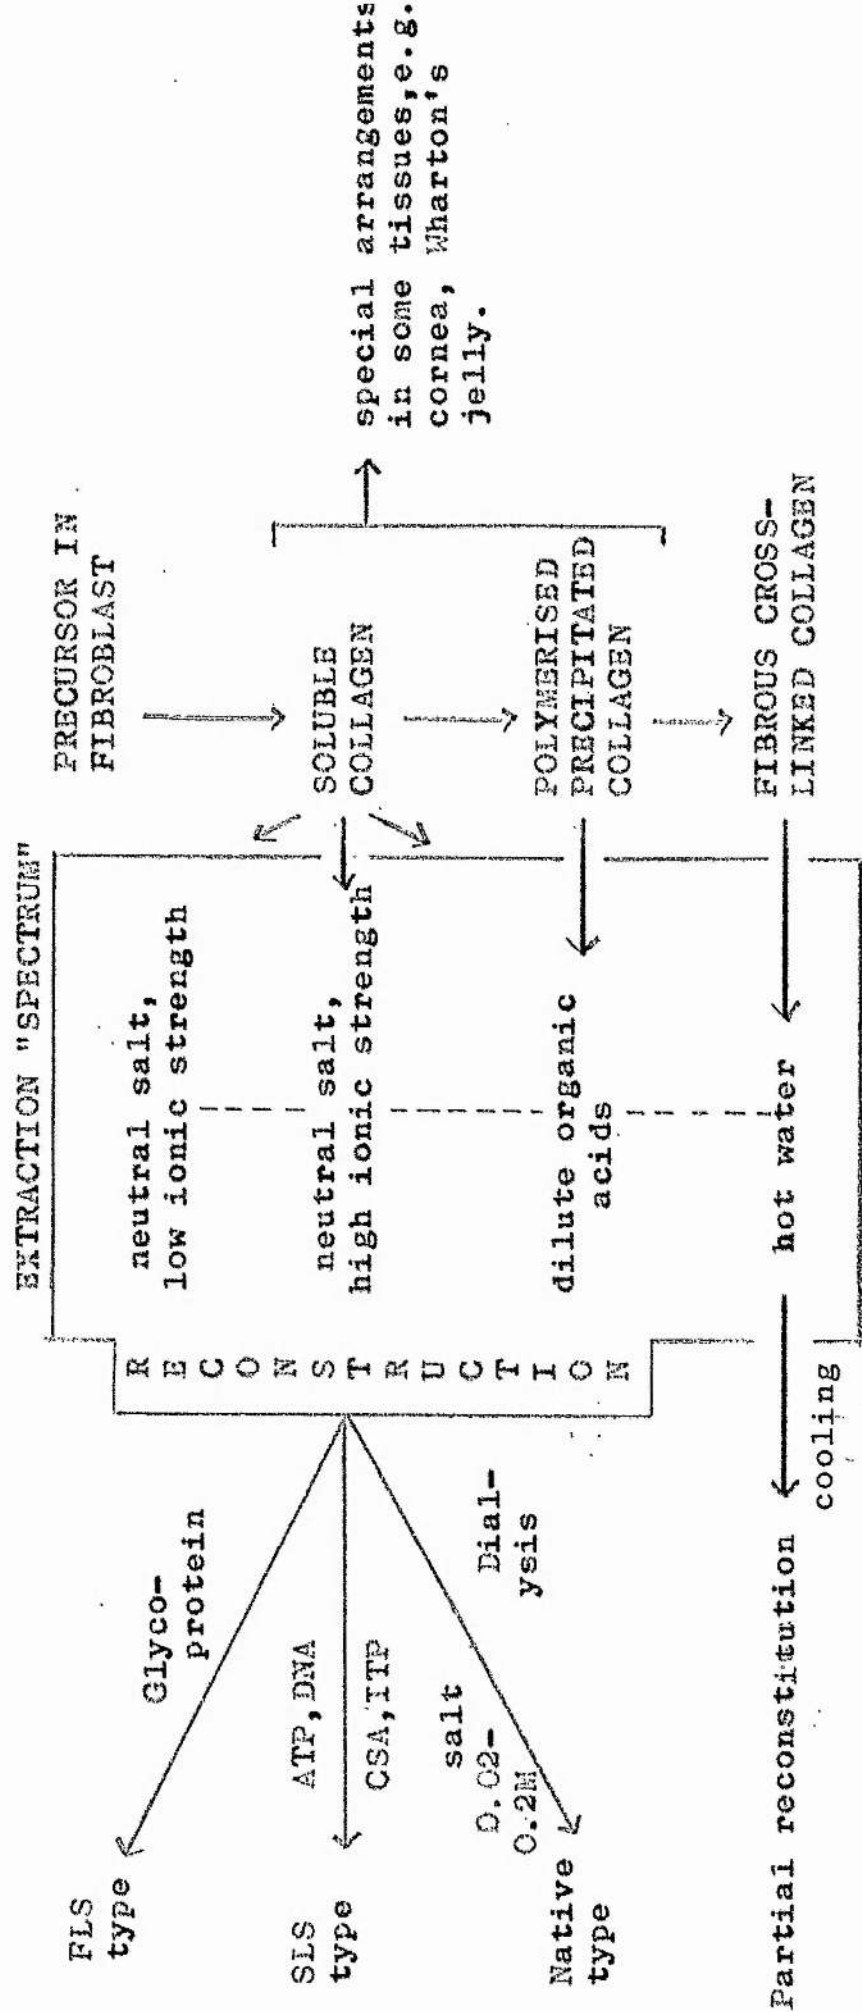 EXTRACTION "SPECTRUM"
PRECURSOR IN
FIBROBLAST
FLS
type
Glyco-
protein
RECONSTRUCTION
neutral salt,
low ionic strength
SOLUBLE
COLLAGEN
special arrangements
in some tissues,e.g.
cornea, Wharton's
jelly.
SLS
type
ATP,DNA
CSA,ITP
neutral salt,
high ionic strength
Native
type
salt
0.02-
0.2M
Dial-
ysis
dilute organic
acids
POLYMERISED
PRECIPITATED
COLLAGEN
Partial reconstitution
cooling
hot water
FIBROUS CROSS-
LINKED COLLAGEN